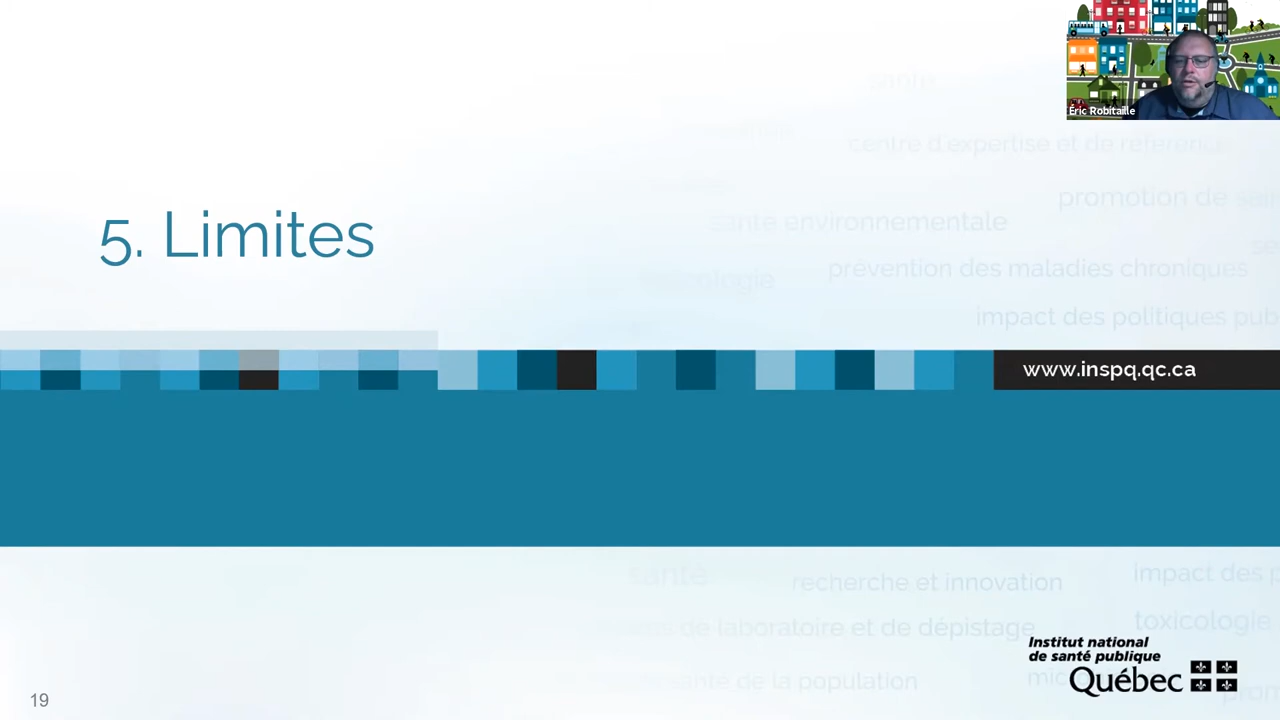 Éric Robitaille
santé
centre d'expertise et de référence
promotion de
santé environnementale
prévention des maladies chroniques
impact des politiques pub
5. Limites
www.inspq.qc.ca
santé
recherche et innovation
impact des
toxicologie
de laboratoire et de dépistage
santé de la population
Institut national
de santé publique
Québec
19